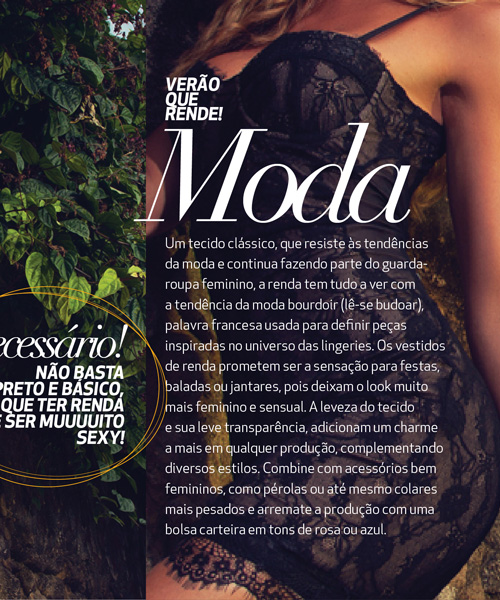 VERÃO
QUE
RENDE!
Moda
Um tecido clássico, que resiste às tendências
da moda e continua fazendo parte do guarda-
roupa feminino, a renda tem tudo a ver com
a tendência da moda bourdoir (lê-se budoar),
palavra francesa usada para definir peças
inspiradas no universo das lingeries. Os vestidos
de renda prometem ser a sensação para festas,
baladas ou jantares, pois deixam o look muito
mais feminino e sensual. A leveza do tecido
e sua leve transparência, adicionam um charme
a mais em qualquer produção, complementando
diversos estilos. Combine com acessórios bem
femininos, como pérolas ou até mesmo colares
mais pesados e arremate a produção com uma
bolsa carteira em tons de rosa ou azul.
ecessário!
NÃO BASTA
PRETO E BÁSICO,
QUE TER RENDA
E SER MUUUUITO
SEXY!